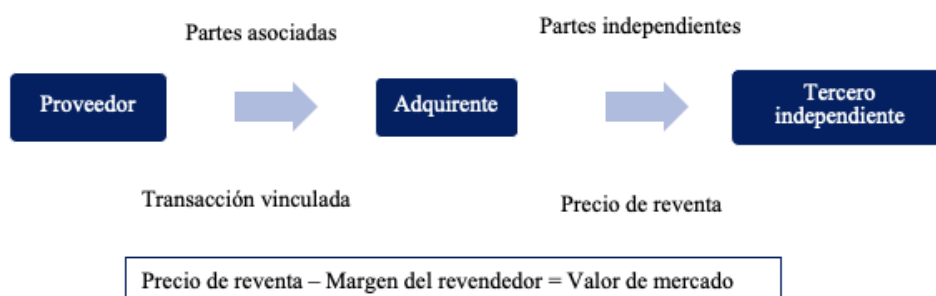 Partes asociadas
Partes independientes
Proveedor
Adquirente
Tercero
independiente
Transacción vinculada
Precio de reventa
Precio de reventa – Margen del revendedor = Valor de mercado